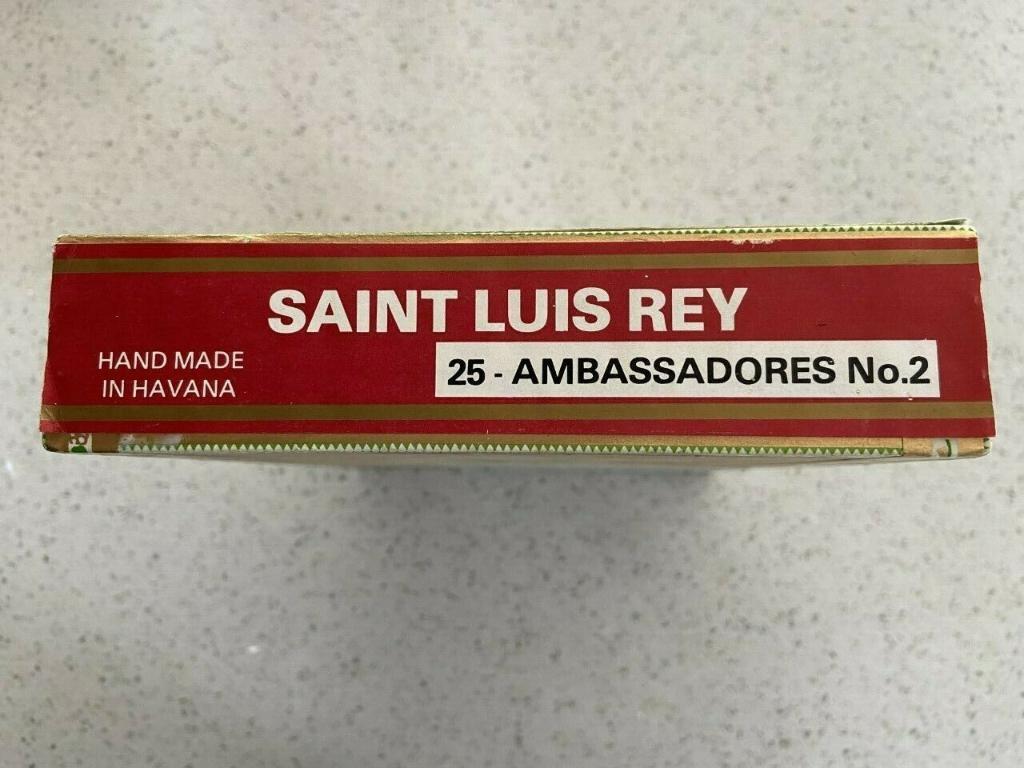 SAINT LUIS REY
HAND MADE
IN HAVANA
25 - AMBASSADORES No.2